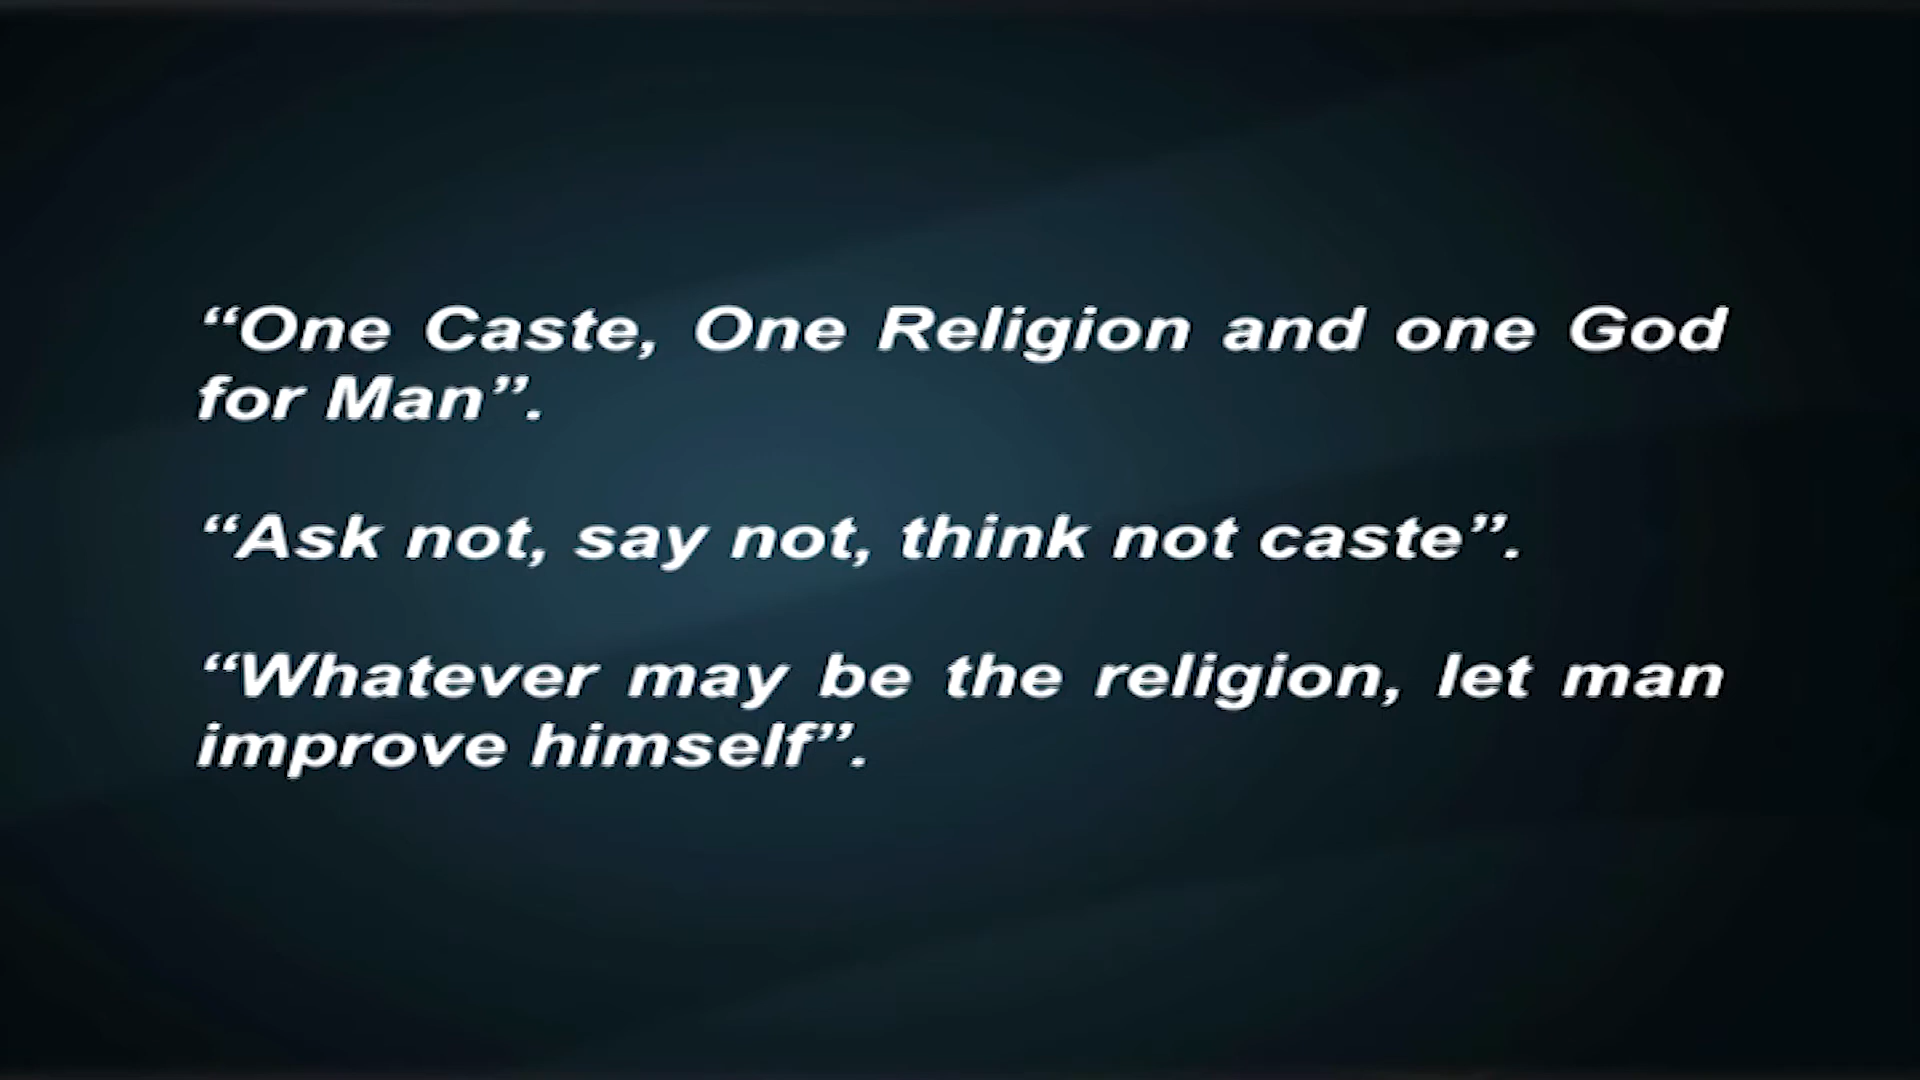 “One Caste, One Religion and one God
for Man”.
“Ask not, say not, think not caste”.
“Whatever may be the religion, let man
improve himself”.